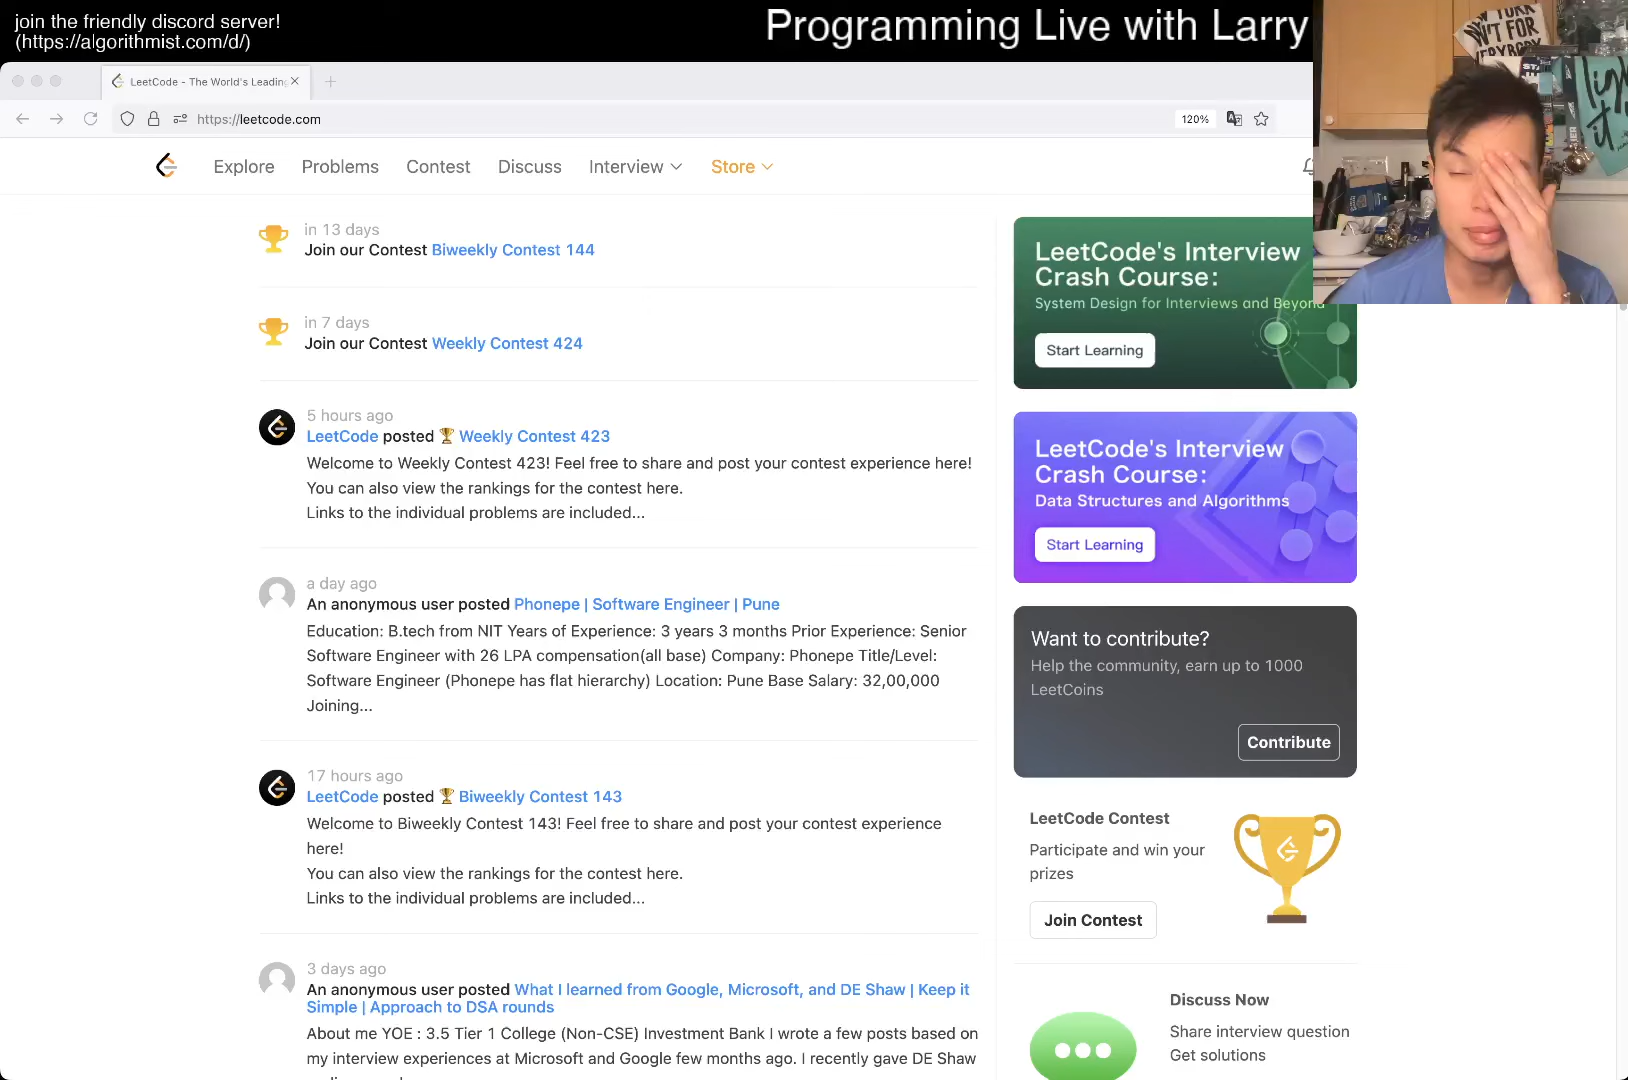 join the friendly discord server!
(https://algorithmist.com/d/)
Programming Live with Larry
LeetCode - The World's Leading
https://leetcode.com
120%
Explore
Problems
Contest
Discuss
Interview
Store
in 13 days
Join our Contest Biweekly Contest 144
in 7 days
Join our Contest Weekly Contest 424
5 hours ago
LeetCode posted 🏆 Weekly Contest 423
Welcome to Weekly Contest 423! Feel free to share and post your contest experience here!
You can also view the rankings for the contest here.
Links to the individual problems are included...
a day ago
An anonymous user posted Phonepe | Software Engineer | Pune
Education: B.tech from NIT Years of Experience: 3 years 3 months Prior Experience: Senior
Software Engineer with 26 LPA compensation(all base) Company: Phonepe Title/Level:
Software Engineer (Phonepe has flat hierarchy) Location: Pune Base Salary: 32,00,000
Joining...
17 hours ago
LeetCode posted 🏆 Biweekly Contest 143
Welcome to Biweekly Contest 143! Feel free to share and post your contest experience
here!
You can also view the rankings for the contest here.
Links to the individual problems are included...
3 days ago
An anonymous user posted What I learned from Google, Microsoft, and DE Shaw | Keep it
Simple | Approach to DSA rounds
About me YOE : 3.5 Tier 1 College (Non-CSE) Investment Bank I wrote a few posts based on
my interview experiences at Microsoft and Google few months ago. I recently gave DE Shaw
LeetCode's Interview
Crash Course:
System Design for Interviews and Beyond
Start Learning
LeetCode's Interview
Crash Course:
Data Structures and Algorithms
Start Learning
Want to contribute?
Help the community, earn up to 1000
LeetCoins
Contribute
LeetCode Contest
Participate and win your
prizes
Join Contest
Discuss Now
Share interview question
Get solutions